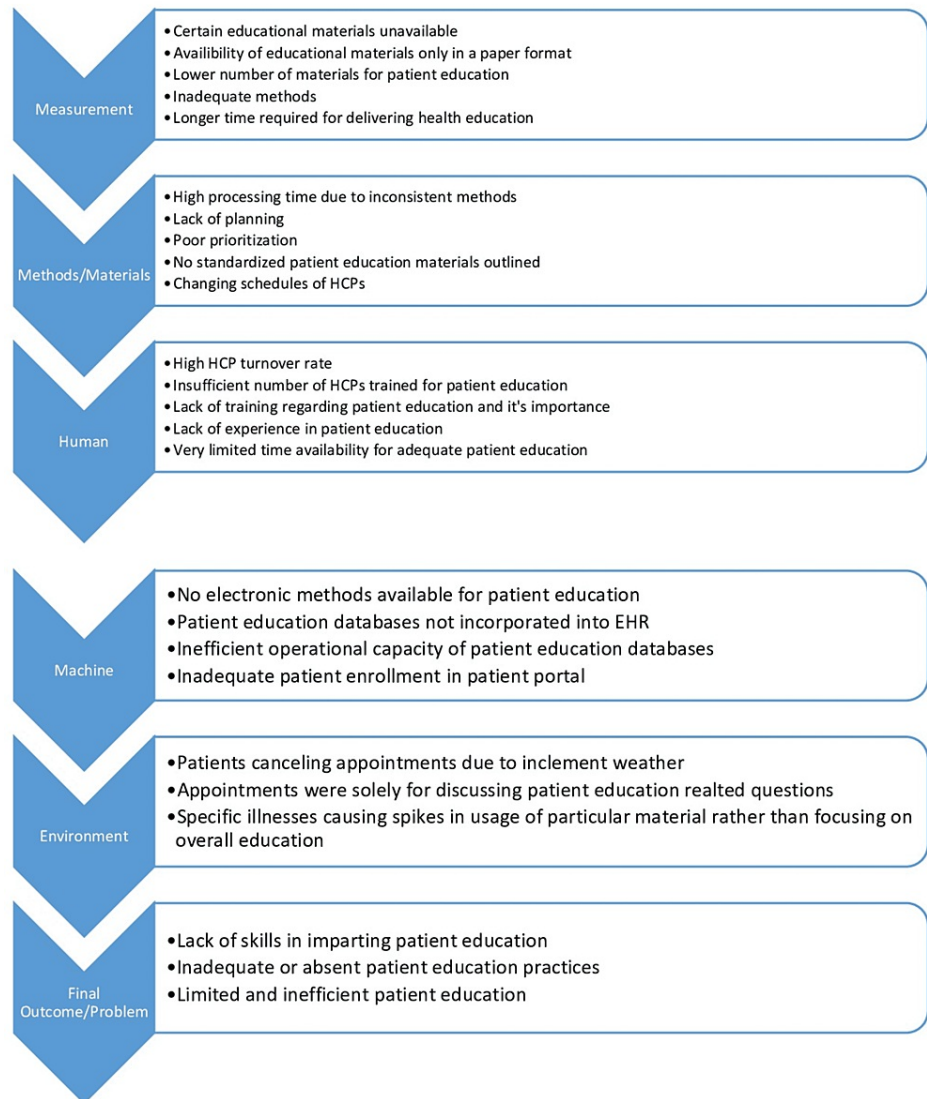 Measurement
•Certain educational materials unavailable
•Availibility of educational materials only in a paper format
•Lower number of materials for patient education
•Inadequate methods
•Longer time required for delivering health education
Methods/Materials
•High processing time due to inconsistent methods
•Lack of planning
•Poor prioritization
•No standardized patient education materials outlined
•Changing schedules of HCPs
Human
•High HCP turnover rate
•Insufficient number of HCPs trained for patient education
•Lack of training regarding patient education and it's importance
•Lack of experience in patient education
•Very limited time availability for adequate patient education
Machine
•No electronic methods available for patient education
•Patient education databases not incorporated into EHR
•Inefficient operational capacity of patient education databases
•Inadequate patient enrollment in patient portal
Environment
•Patients canceling appointments due to inclement weather
•Appointments were solely for discussing patient education realted questions
•Specific illnesses causing spikes in usage of particular material rather than focusing on
overall education
Final
Outcome/Problem
•Lack of skills in imparting patient education
•Inadequate or absent patient education practices
•Limited and inefficient patient education